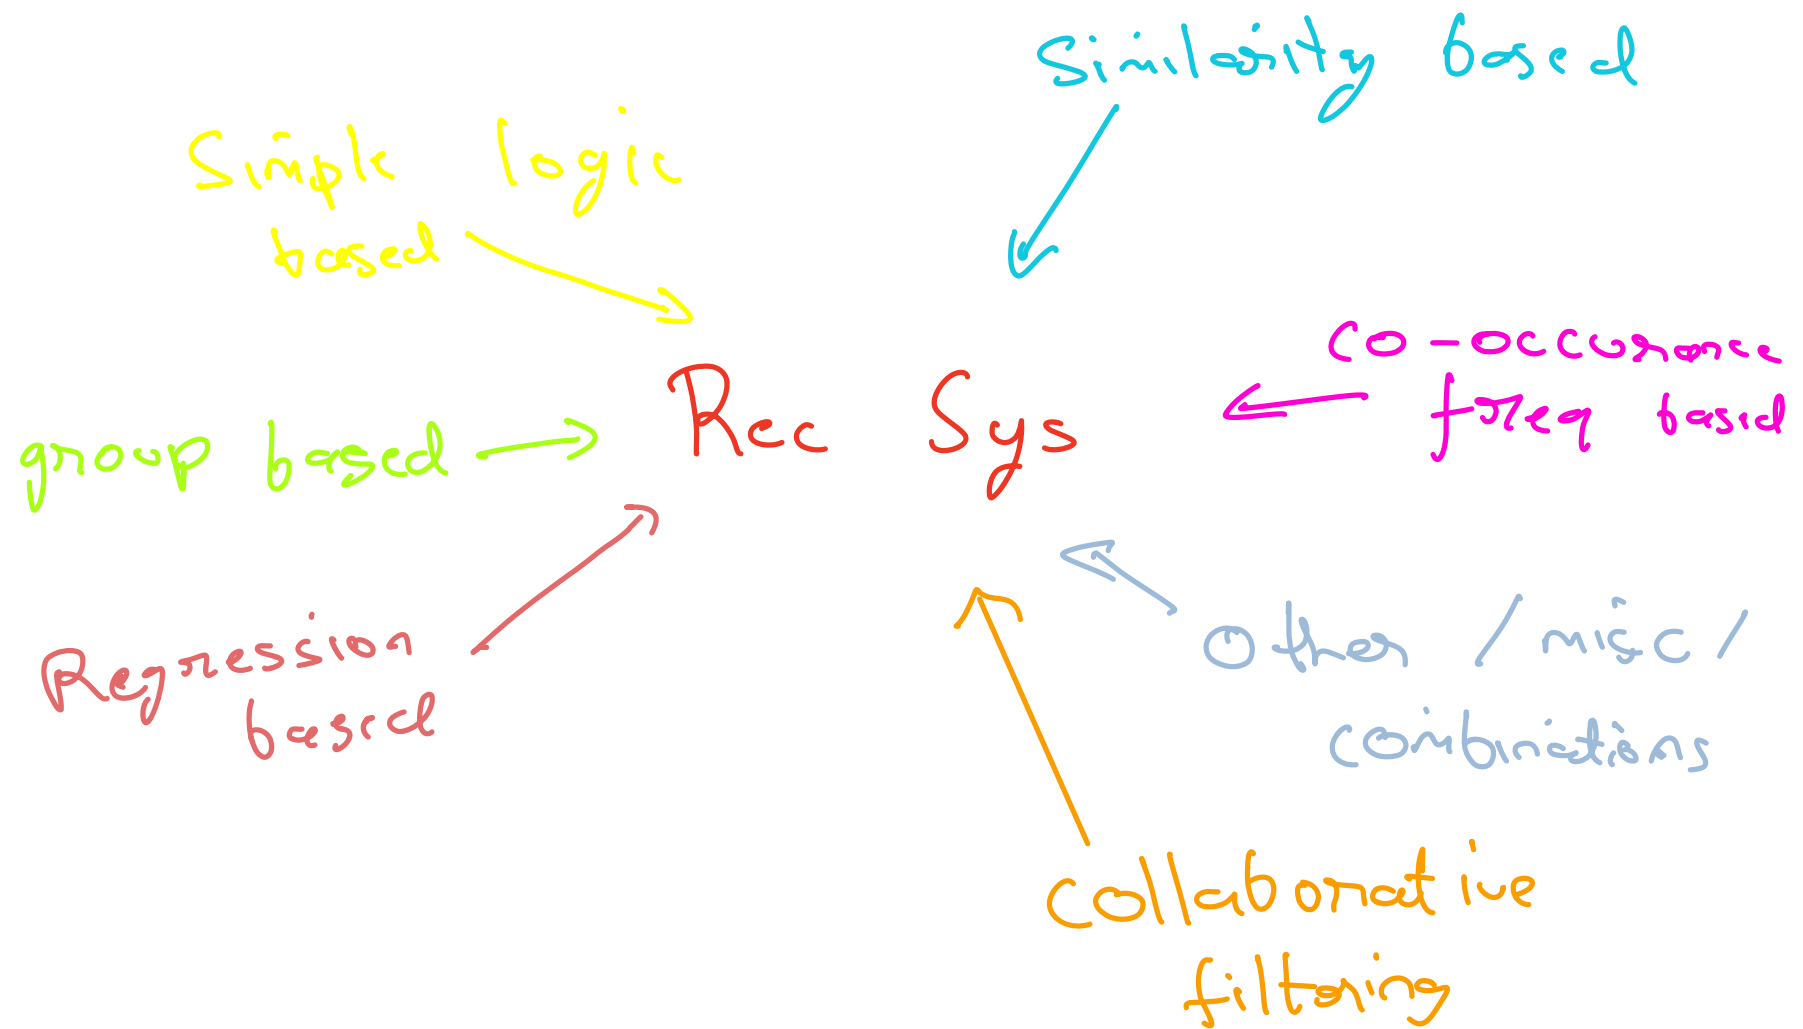 Similarity based
Simple logic
based
co-occurance
freq based
Rec Sys
group based
Regression
based
Other / misc /
combinations
collaborative
filtering